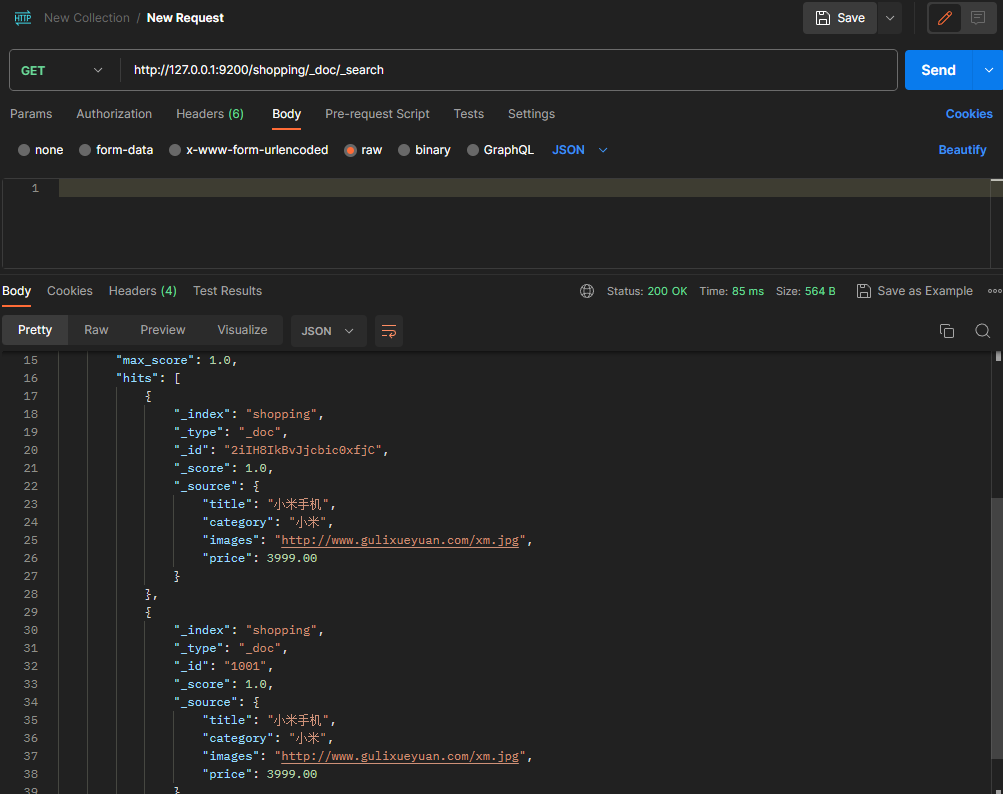 HTTP New Collection / New Request Save
GET http://127.0.0.1:9200/shopping/_doc/_search Send
Params Authorization Headers (6) Body Pre-request Script Tests Settings Cookies
none form-data x-www-form-urlencoded raw binary GraphQL JSON Beautify
1
Body Cookies Headers (4) Test Results Status: 200 OK Time: 85 ms Size: 564 B Save as Example
Pretty Raw Preview Visualize JSON
15 "max_score": 1.0,
16 "hits": [
17 {
18 "_index": "shopping",
19 "_type": "_doc",
20 "_id": "2iIH8IkBvJjcbic0xfjC",
21 "_score": 1.0,
22 "_source": {
23 "title": "小米手机",
24 "category": "小米",
25 "images": "http://www.gulixueyuan.com/xm.jpg",
26 "price": 3999.00
27 }
28 },
29 {
30 "_index": "shopping",
31 "_type": "_doc",
32 "_id": "1001",
33 "_score": 1.0,
34 "_source": {
35 "title": "小米手机",
36 "category": "小米",
37 "images": "http://www.gulixueyuan.com/xm.jpg",
38 "price": 3999.00
39 }